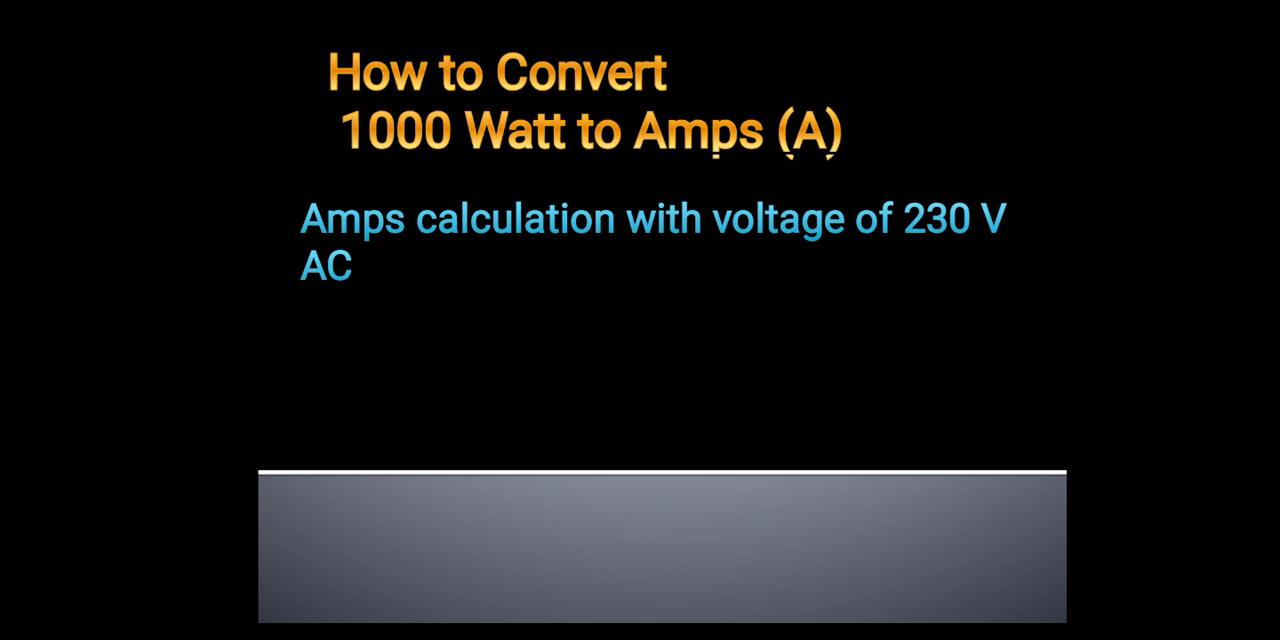 How to Convert
1000 Watt to Amps (A)
Amps calculation with voltage of 230 V
AC